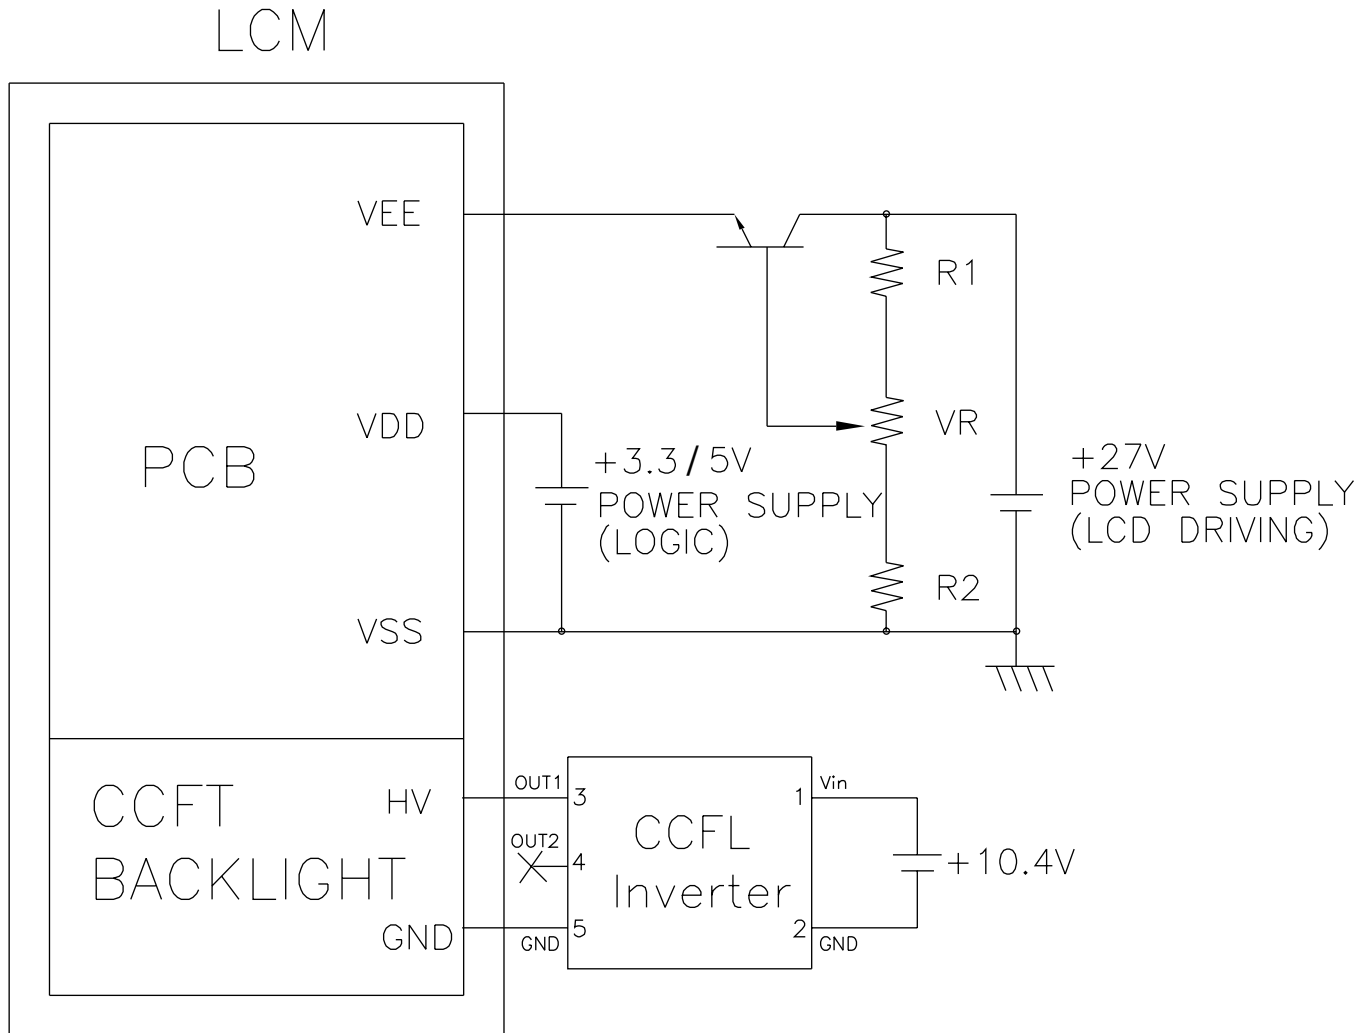 LCM
VEE
R1
VR
VDD
PCB
+3.3/5V
POWER SUPPLY
(LOGIC)
+27V
POWER SUPPLY
(LCD DRIVING)
R2
VSS
CCFT
BACKLIGHT
HV
GND
OUT1
3
OUT2
4
GND
5
CCFL
Inverter
1
Vin
2
GND
+10.4V